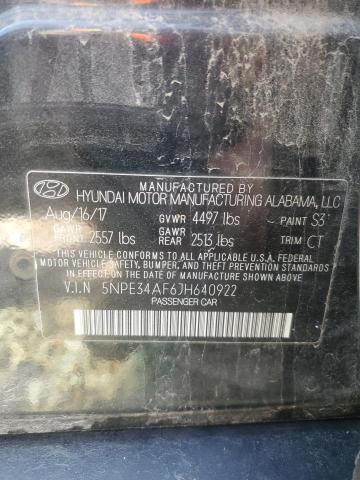 MANUFACTURED BY
HYUNDAI MOTOR MANUFACTURING ALABAMA, LLC
Aug/16/17 GVWR 4497 lbs PAINT S3
GAWR FRONT 2557 lbs GAWR REAR 2513 lbs TRIM CT
THIS VEHICLE CONFORMS TO ALL APPLICABLE U.S.A. FEDERAL
MOTOR VEHICLE SAFETY, BUMPER, AND THEFT PREVENTION STANDARDS
IN EFFECT ON THE DATE OF MANUFACTURE SHOWN ABOVE.
V.I.N 5NPE34AF6JH640922
PASSENGER CAR